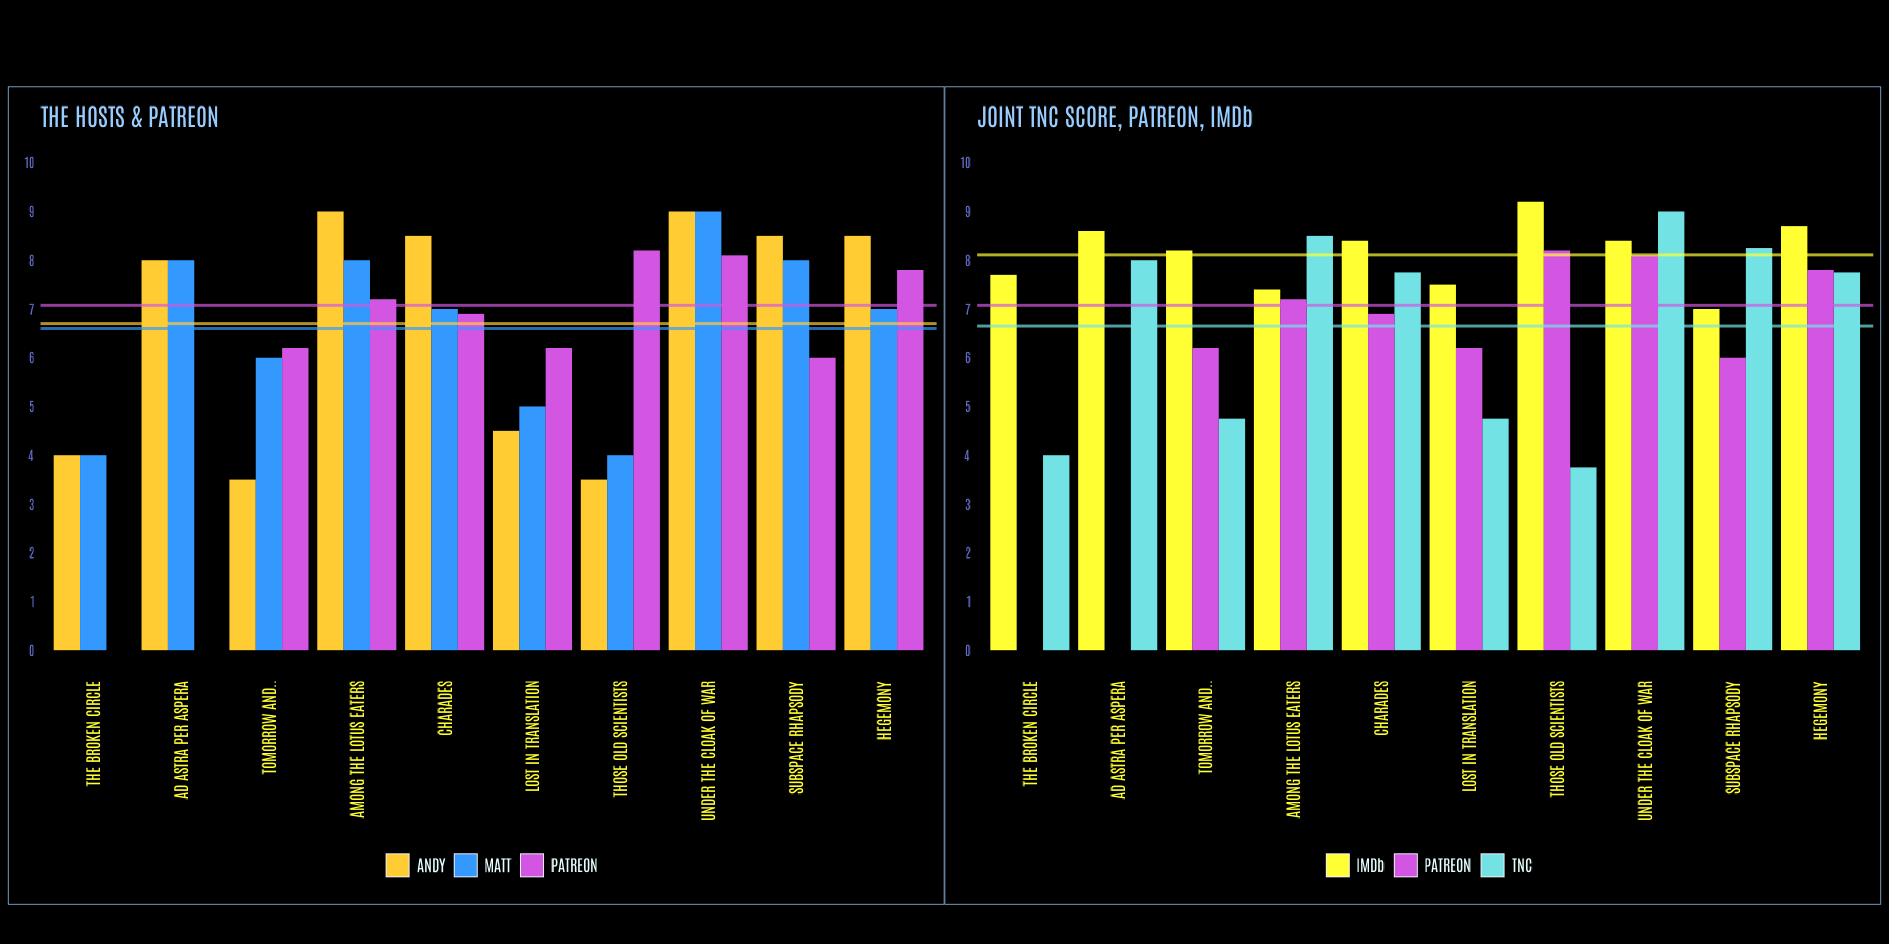 THE HOSTS & PATREON
10
9
8
7
6
5
4
3
2
1
0
THE BROKEN CIRCLE
AD ASTRA PER ASPERA
TOMORROW AND..
AMONG THE LOTUS EATERS
CHARADES
LOST IN TRANSLATION
THOSE OLD SCIENTISTS
UNDER THE CLOAK OF WAR
SUBSPACE RHAPSODY
HEGEMONY
ANDY MATT PATREON
JOINT TNC SCORE, PATREON, IMDb
10
9
8
7
6
5
4
3
2
1
0
THE BROKEN CIRCLE
AD ASTRA PER ASPERA
TOMORROW AND..
AMONG THE LOTUS EATERS
CHARADES
LOST IN TRANSLATION
THOSE OLD SCIENTISTS
UNDER THE CLOAK OF WAR
SUBSPACE RHAPSODY
HEGEMONY
IMDb PATREON TNC